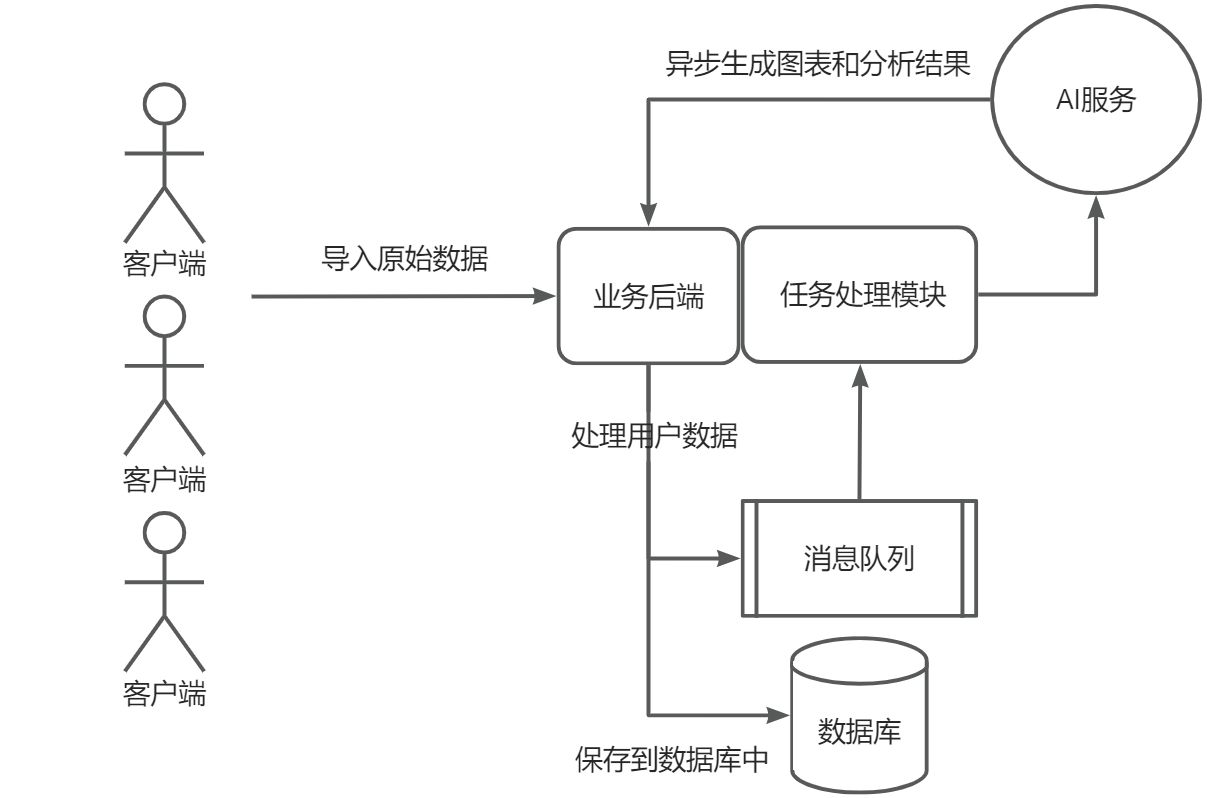 异步生成图表和分析结果
AI服务
客户端
导入原始数据
业务后端
任务处理模块
处理用户数据
客户端
消息队列
客户端
数据库
保存到数据库中